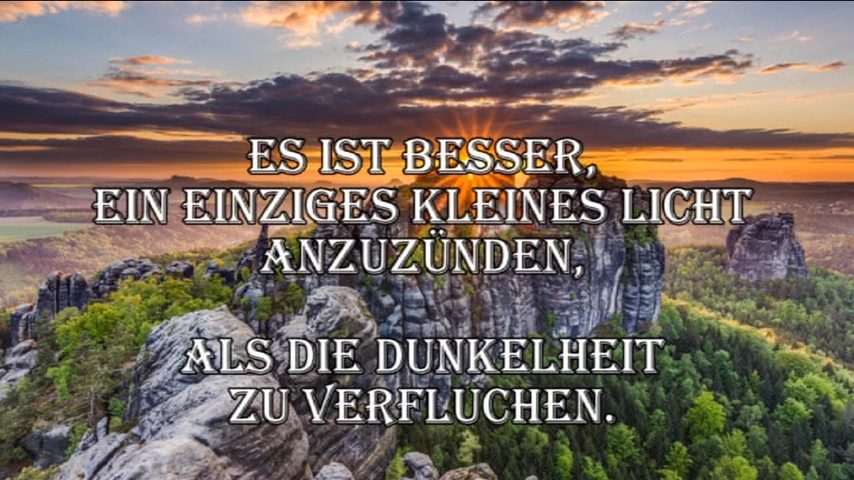 ES IST BESSER,
EIN EINZIGES KLEINES LICHT
ANZUZÜNDEN,
ALS DIE DUNKELHEIT
ZU VERFLUCHEN.